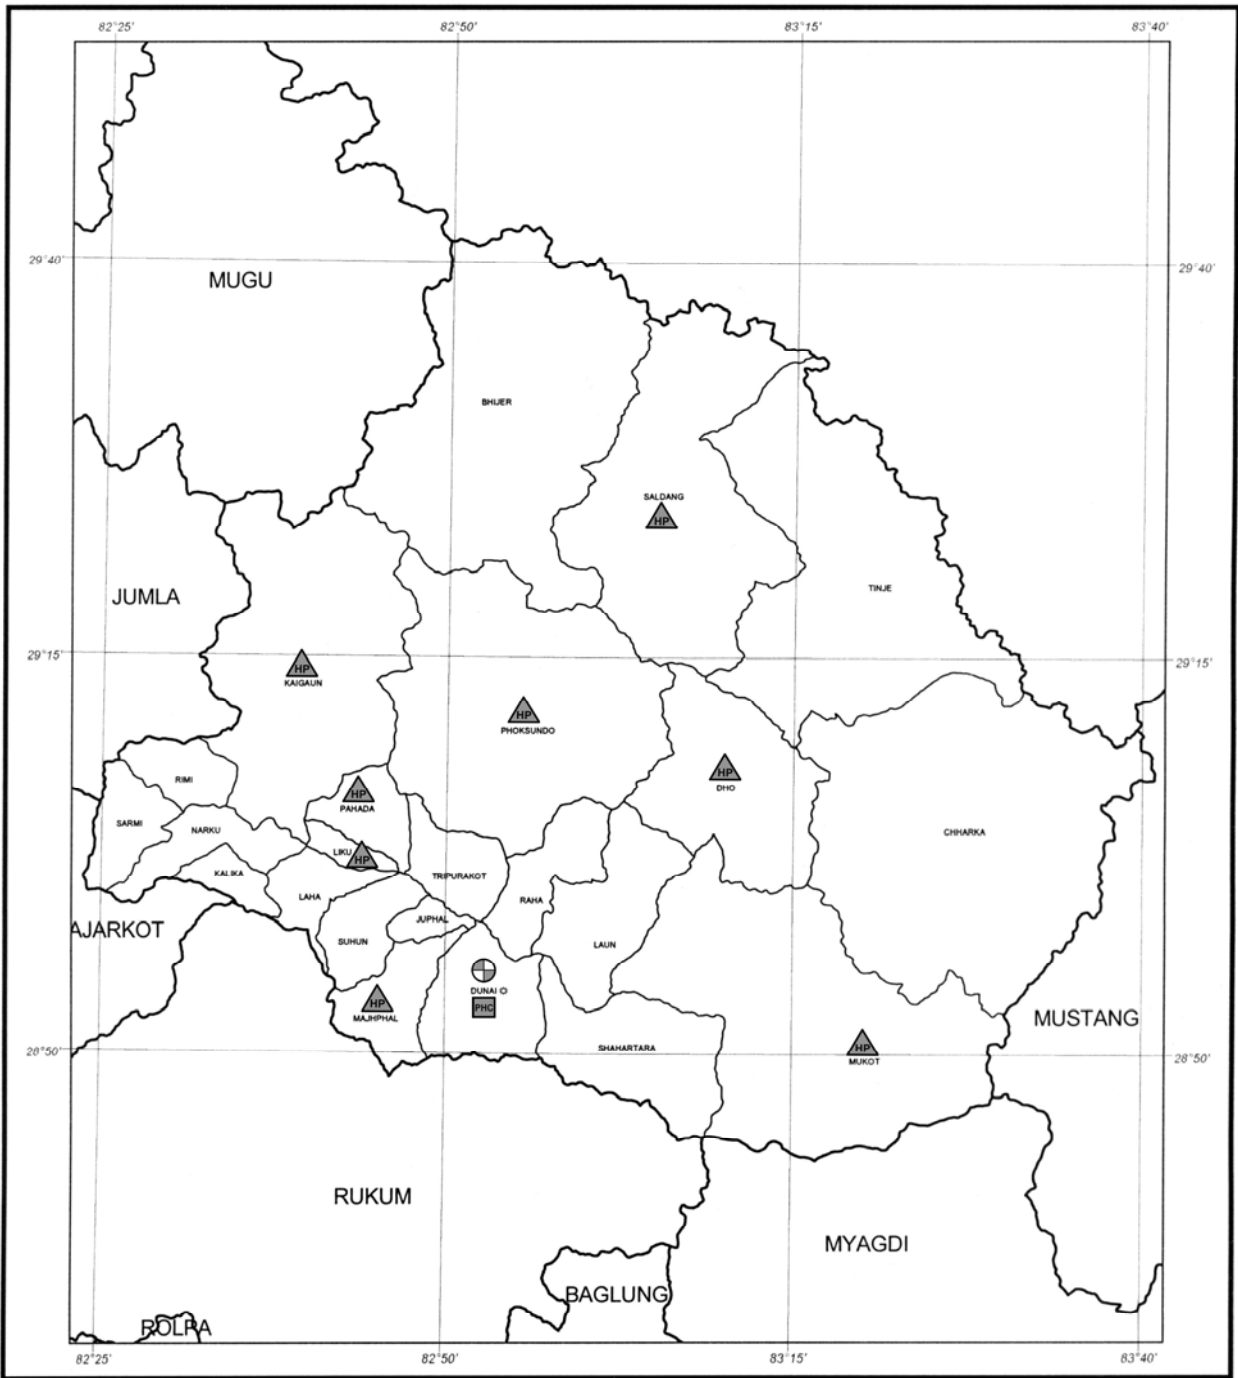 82°25' 82°50' 83°15' 83°40'
29°40' 29°40'
MUGU
BHIJER
SALDANG
HP
TINJE
JUMLA
29°15' 29°15'
HP
KAIGAUN
HP
PHOKSUNDO
HP
DHO
RIMI
HP
PAHADA
SARMI
NARKU
CHHARKA
LIKU
HP
KALIKA
TRIPURAKOT
LAHA
RAHA
JUPHAL
AJARKOT
SUHUN
LAUN
DUNAI
HP
PHC
MAJHPHAL
MUSTANG
28°50' 28°50'
SHAHARTARA
HP
MUKOT
RUKUM
MYAGDI
BAGLUNG
ROLPA
82°25' 82°50' 83°15' 83°40'